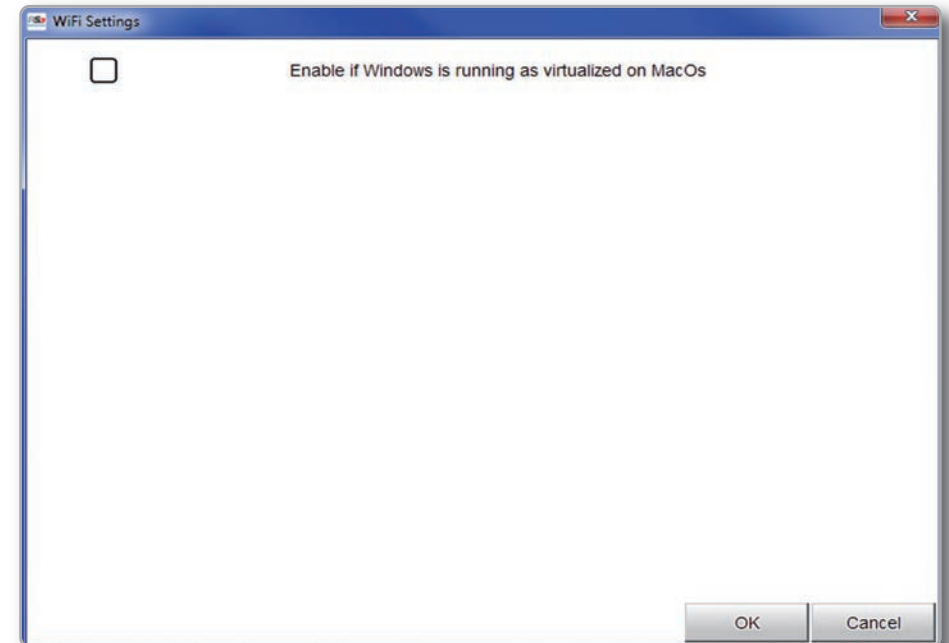 WiFi Settings
Enable if Windows is running as virtualized on MacOs
OK
Cancel